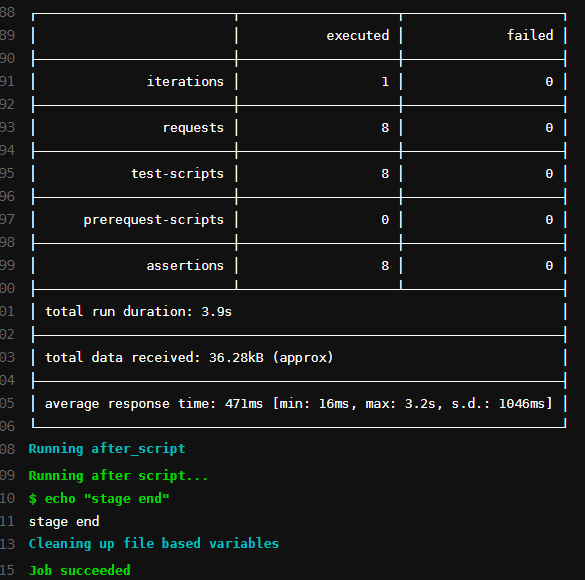 88
89 executed failed
90
91 iterations 1 0
92
93 requests 8 0
94
95 test-scripts 8 0
96
97 prerequest-scripts 0 0
98
99 assertions 8 0
00
01 total run duration: 3.9s
02
03 total data received: 36.28kB (approx)
04
05 average response time: 471ms [min: 16ms, max: 3.2s, s.d.: 1046ms]
06
08 Running after_script
09 Running after script...
10 $ echo "stage end"
11 stage end
13 Cleaning up file based variables
15 Job succeeded